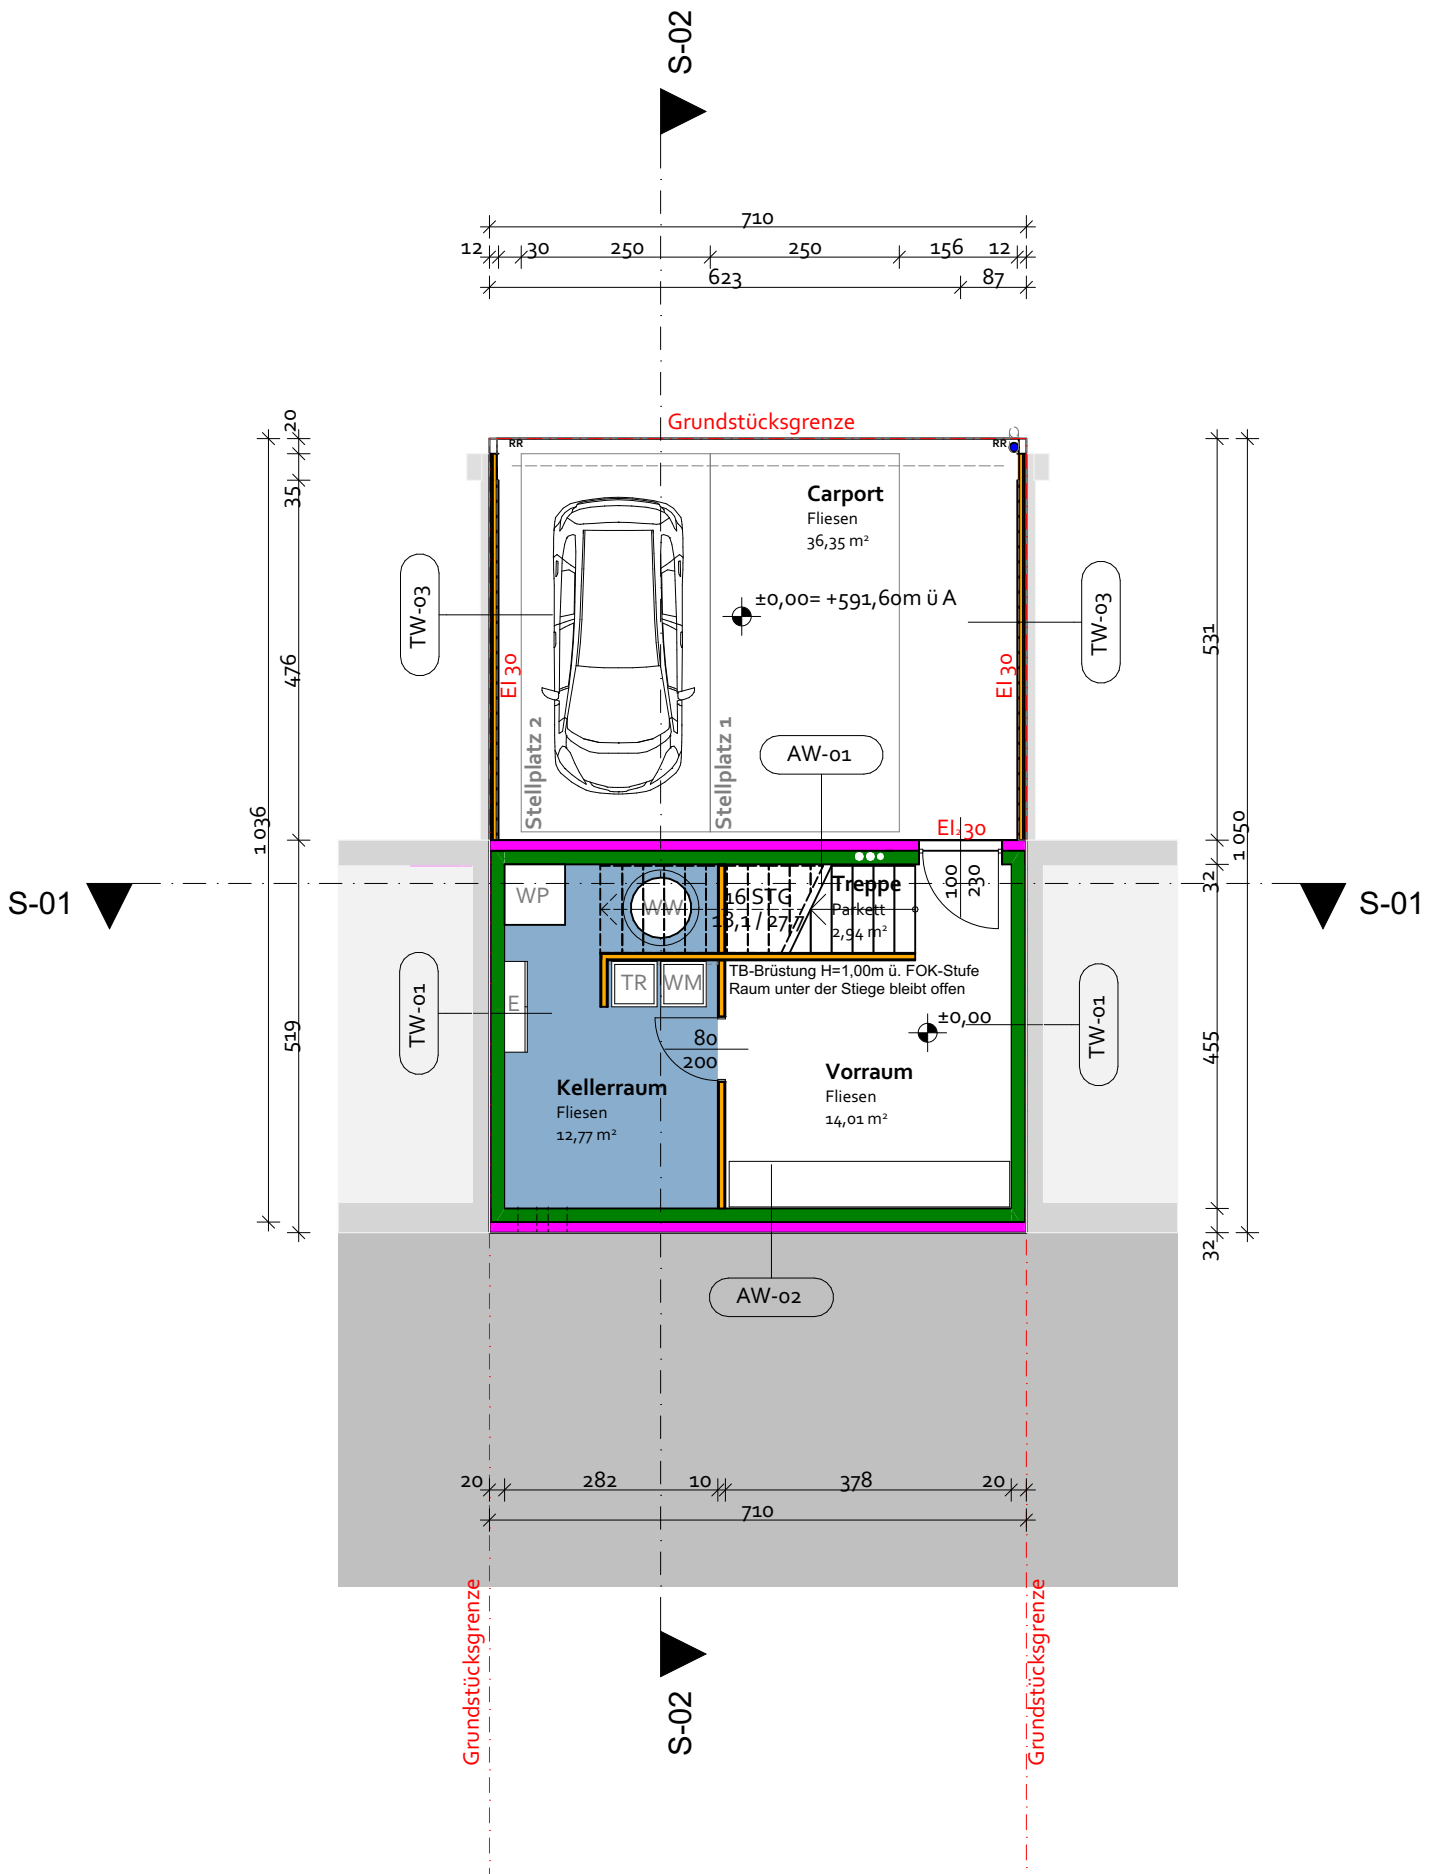 S-02
710
12
30
250
250
156
12
623
87
Grundstücksgrenze
20
35
476
519
1 036
RR
RR
Carport
Fliesen
36,35 m²
±0,00= +591,60m ü A
TW-03
TW-03
EI 30
EI 30
Stellplatz 2
Stellplatz 1
AW-01
EI₂30
531
32
455
32
1 050
S-01
S-01
WP
WW
16 STG
18,1 / 27,7
Treppe
Parkett
2,94 m²
100
230
TR
WM
TB-Brüstung H=1,00m ü. FOK-Stufe
Raum unter der Stiege bleibt offen
E
TW-01
TW-01
±0,00
80
200
Kellerraum
Fliesen
12,77 m²
Vorraum
Fliesen
14,01 m²
AW-02
20
282
10
378
20
710
Grundstücksgrenze
Grundstücksgrenze
S-02